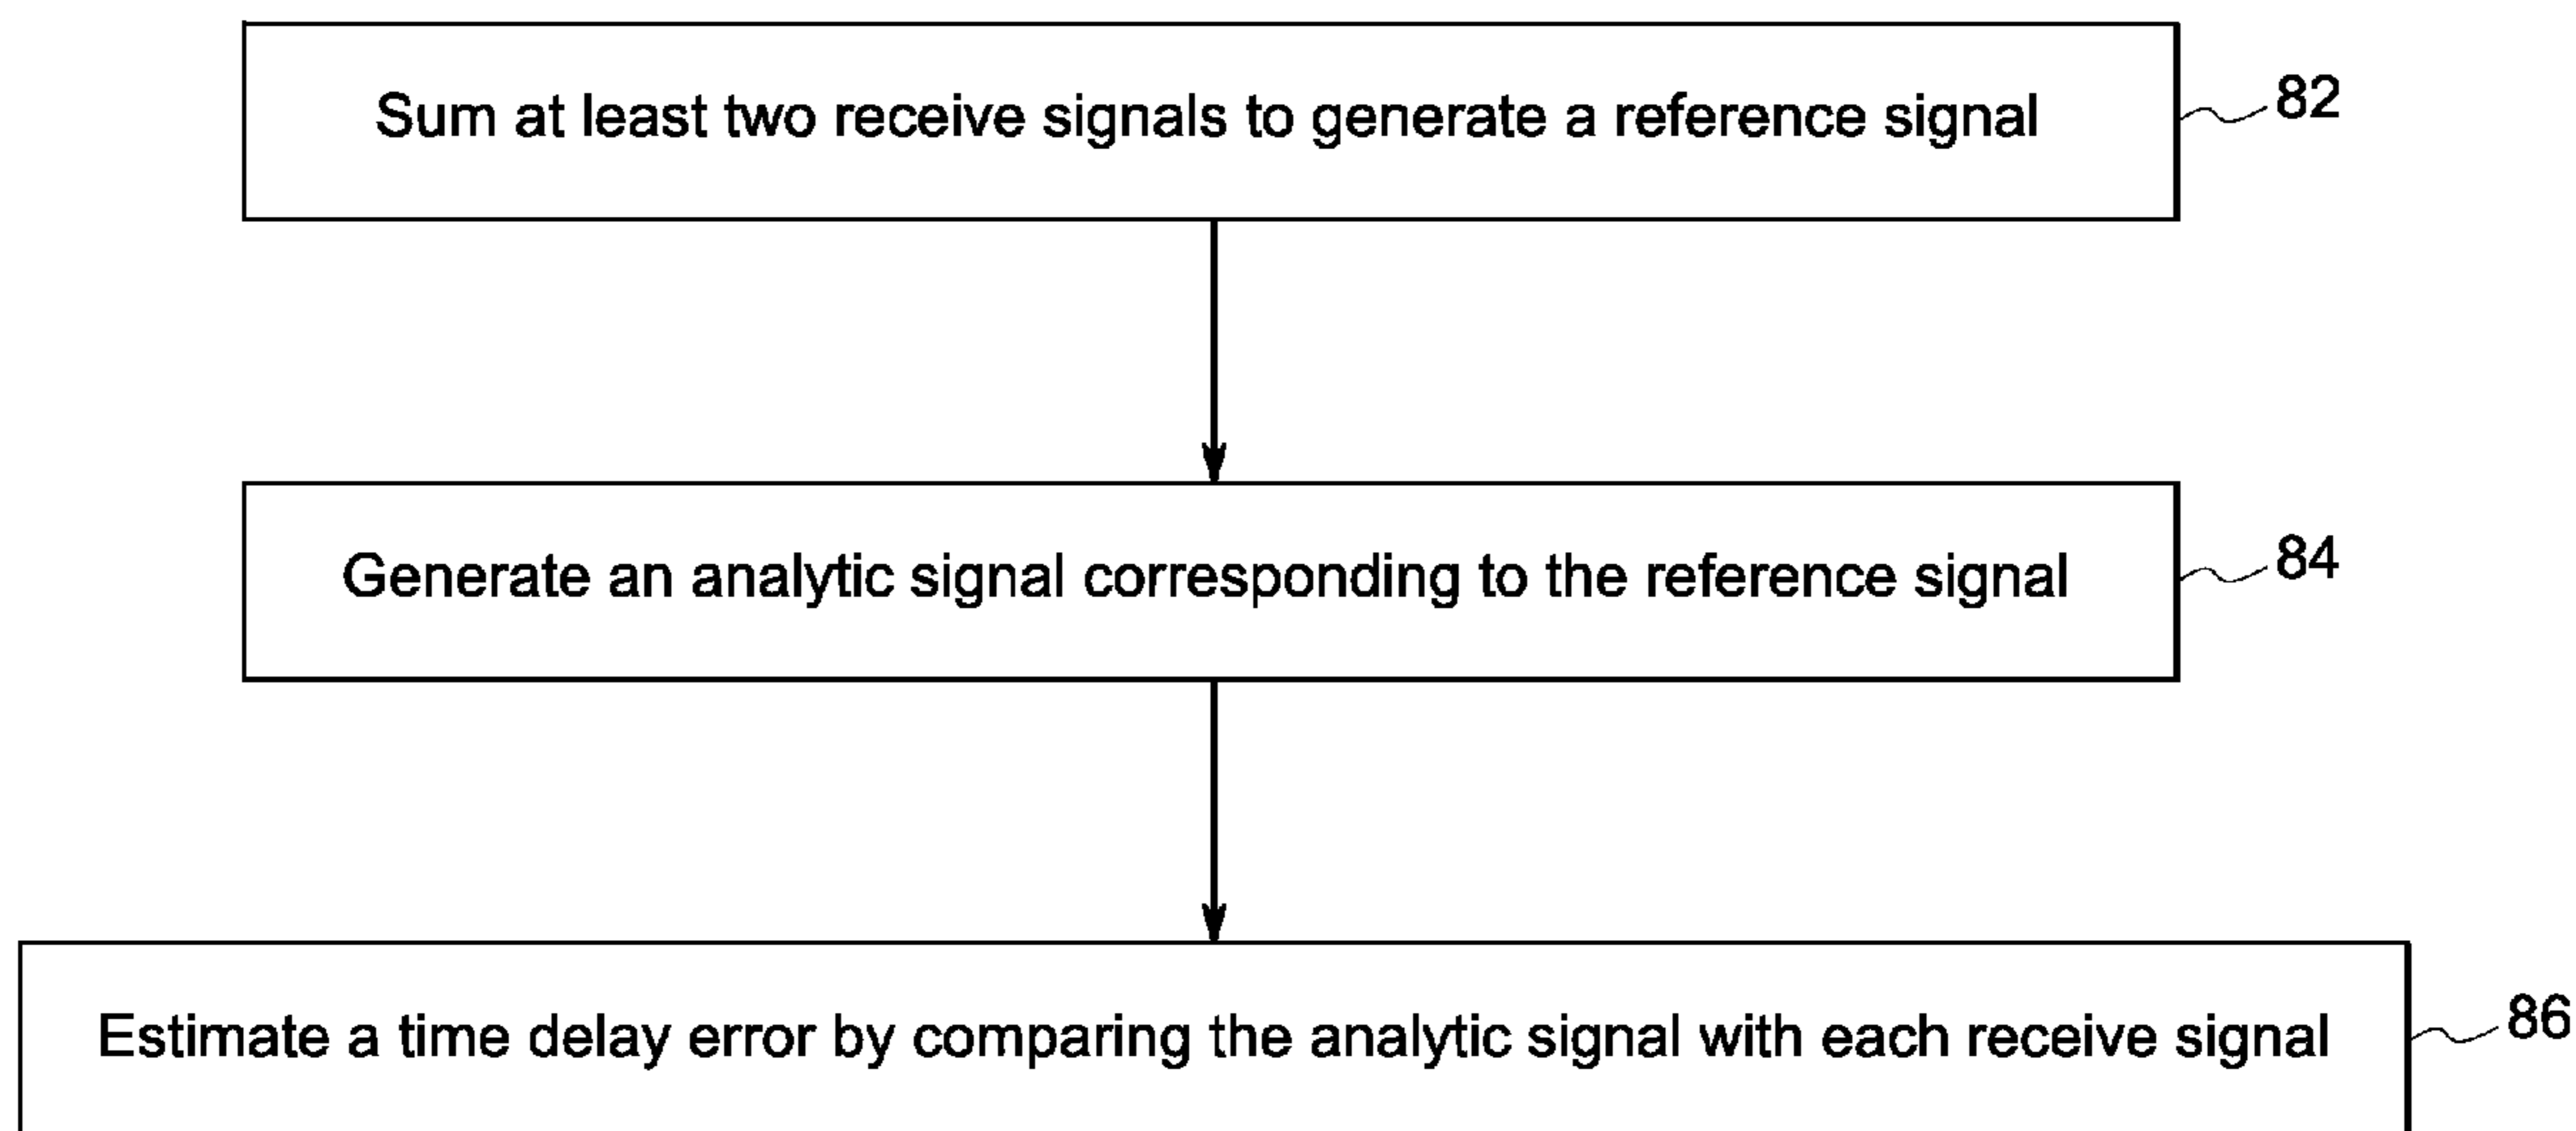 Sum at least two receive signals to generate a reference signal
82
Generate an analytic signal corresponding to the reference signal
84
Estimate a time delay error by comparing the analytic signal with each receive signal
86